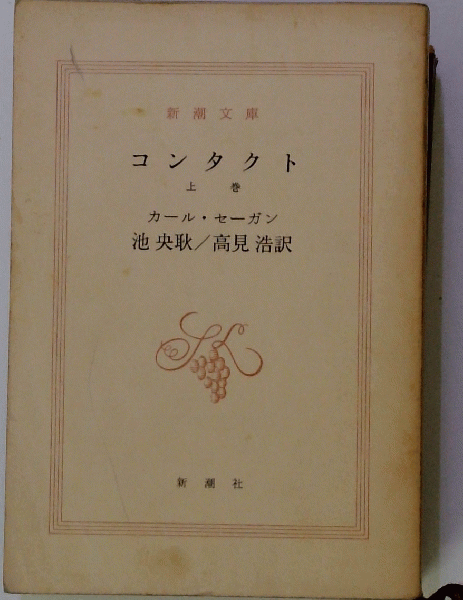 新潮文庫
コンタクト
上巻
カール・セーガン
池央耿／高見浩訳
新潮社